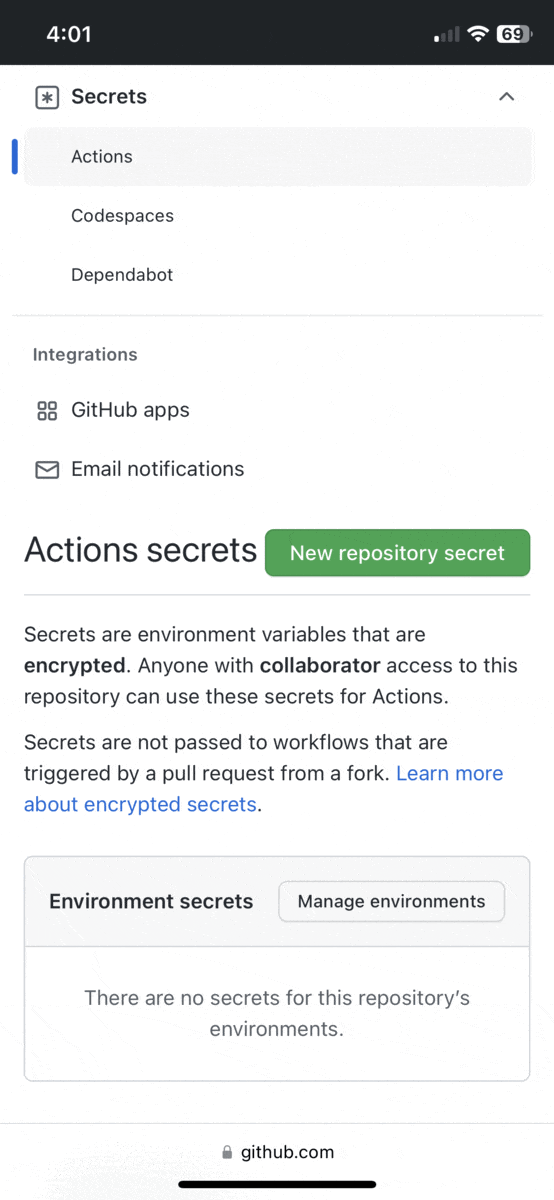 4:01
69
Secrets
Actions
Codespaces
Dependabot
Integrations
GitHub apps
Email notifications
Actions secrets
New repository secret
Secrets are environment variables that are
encrypted. Anyone with collaborator access to this
repository can use these secrets for Actions.
Secrets are not passed to workflows that are
triggered by a pull request from a fork. Learn more
about encrypted secrets.
Environment secrets
Manage environments
There are no secrets for this repository’s
environments.
github.com